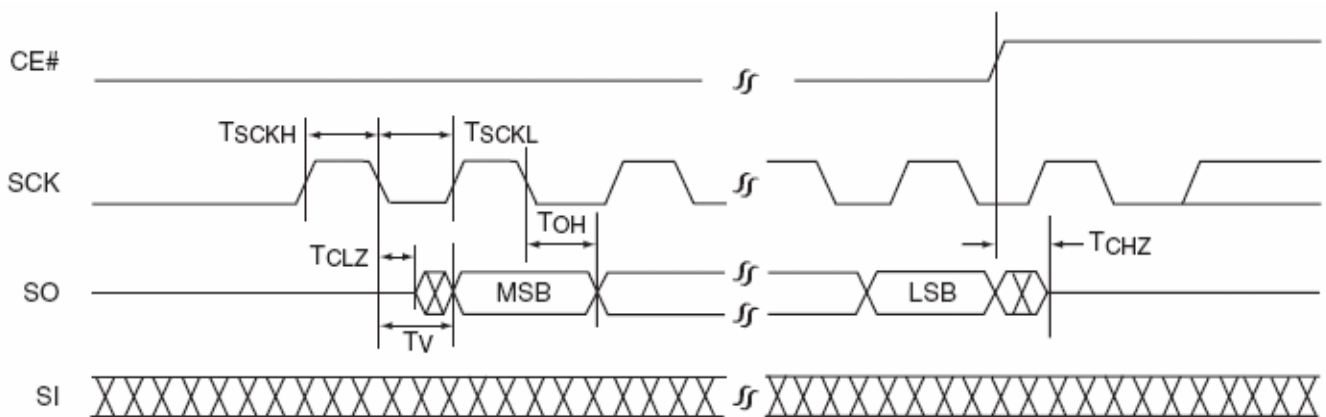 CE#
TSCKH
TSCKL
SCK
TOH
TCLZ
TCHZ
SO
MSB
LSB
TV
SI